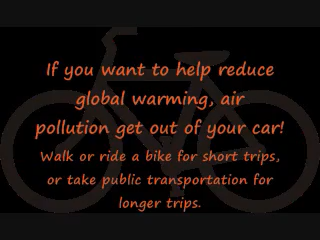 If you want to help reduce
global warming, air
pollution get out of your car!
Walk or ride a bike for short trips,
or take public transportation for
longer trips.